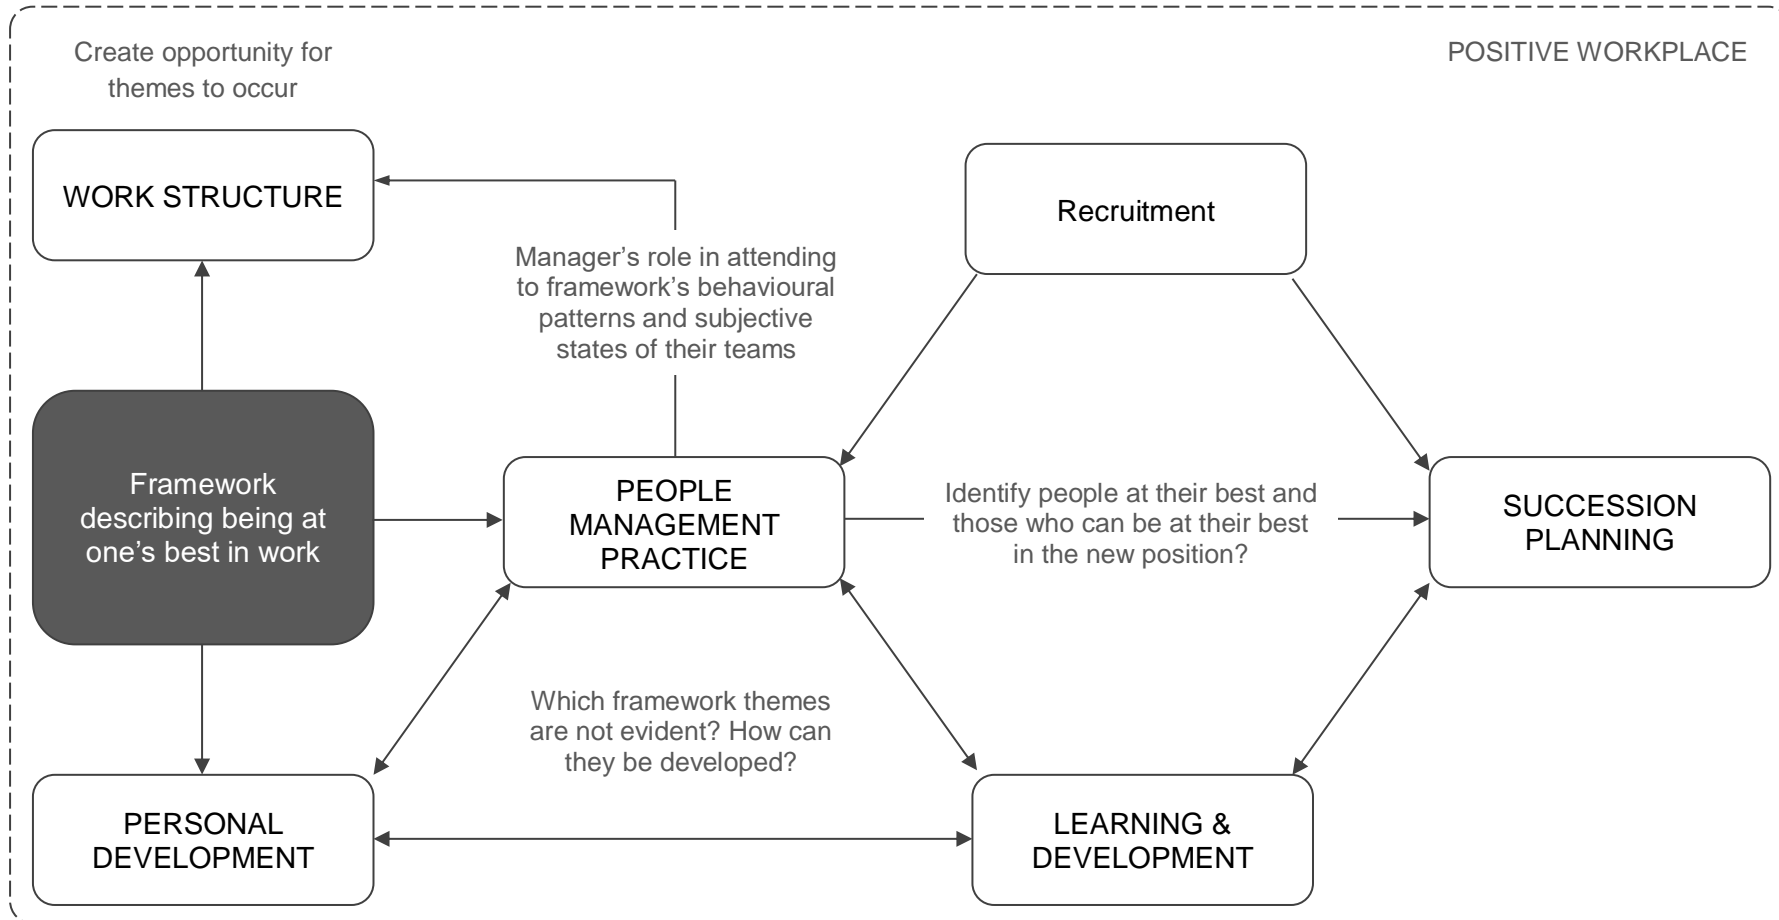 Create opportunity for
themes to occur
POSITIVE WORKPLACE
WORK STRUCTURE
Recruitment
Manager’s role in attending
to framework’s behavioural
patterns and subjective
states of their teams
Framework
describing being at
one’s best in work
PEOPLE
MANAGEMENT
PRACTICE
Identify people at their best and
those who can be at their best
in the new position?
SUCCESSION
PLANNING
Which framework themes
are not evident? How can
they be developed?
PERSONAL
DEVELOPMENT
LEARNING &
DEVELOPMENT